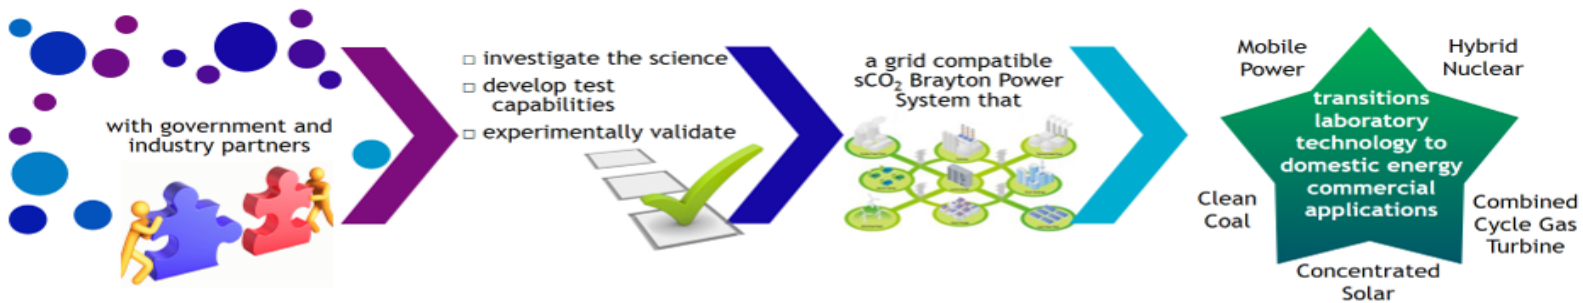 with government and
industry partners
□ investigate the science
□ develop test
capabilities
□ experimentally validate
a grid compatible
sCO₂ Brayton Power
System that
Mobile
Power
Hybrid
Nuclear
transitions
laboratory
technology to
domestic energy
commercial
applications
Clean
Coal
Combined
Cycle Gas
Turbine
Concentrated
Solar